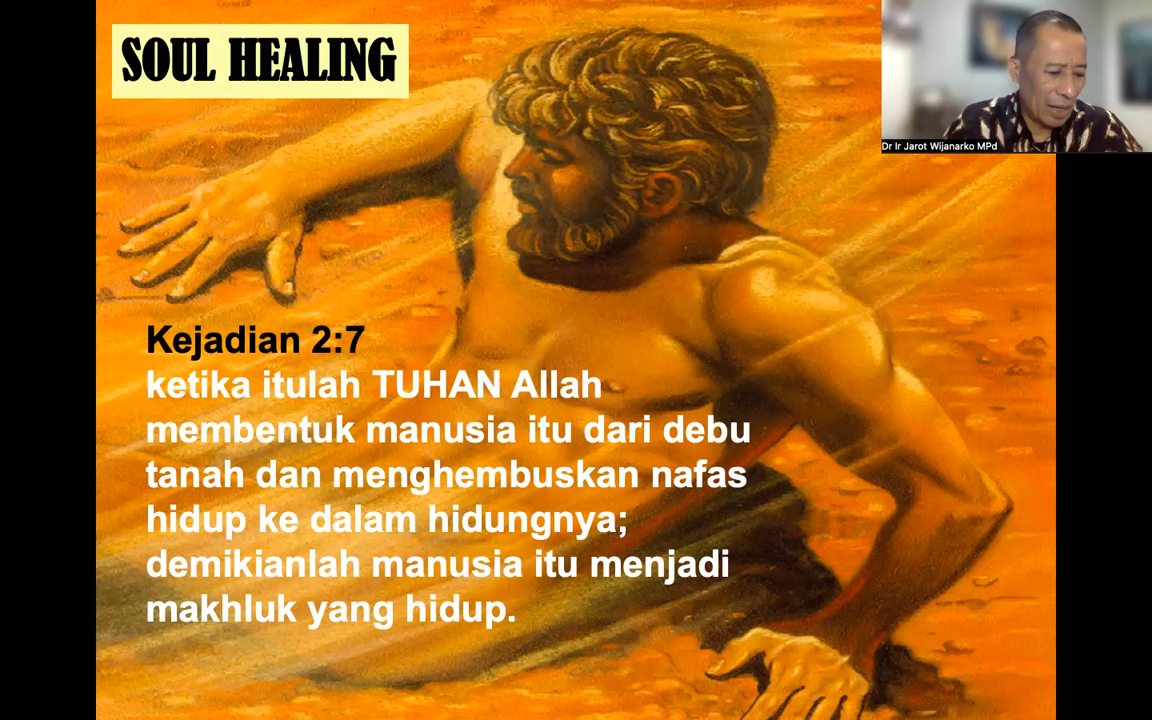 SOUL HEALING
Dr Ir Jarot Wijanarko MPd
Kejadian 2:7
ketika itulah TUHAN Allah
membentuk manusia itu dari debu
tanah dan menghembuskan nafas
hidup ke dalam hidungnya;
demikianlah manusia itu menjadi
makhluk yang hidup.